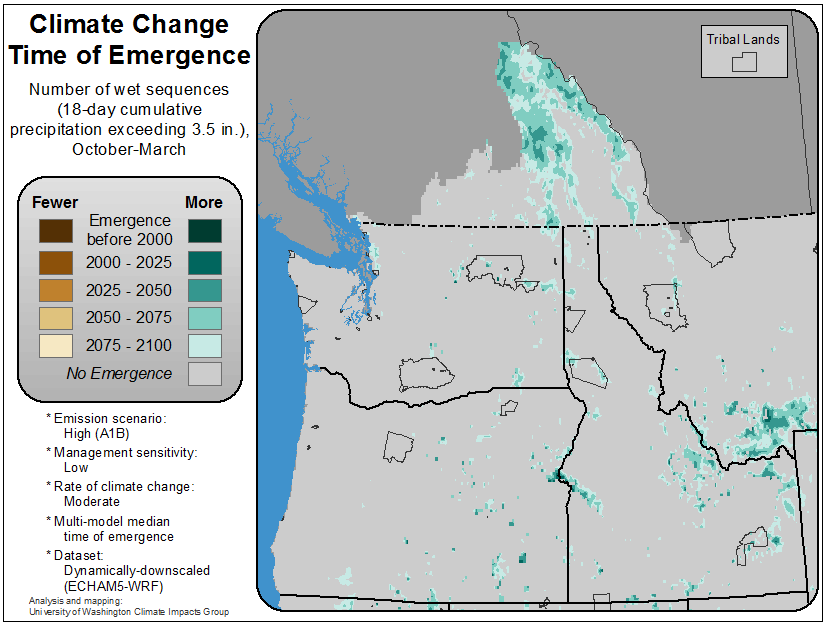 Climate Change
Time of Emergence
Number of wet sequences
(18-day cumulative
precipitation exceeding 3.5 in.),
October-March
Fewer More
Emergence
before 2000
2000 - 2025
2025 - 2050
2050 - 2075
2075 - 2100
No Emergence
* Emission scenario:
High (A1B)
* Management sensitivity:
Low
* Rate of climate change:
Moderate
* Multi-model median
time of emergence
* Dataset:
Dynamically-downscaled
(ECHAM5-WRF)
Analysis and mapping:
University of Washington Climate Impacts Group
Tribal Lands